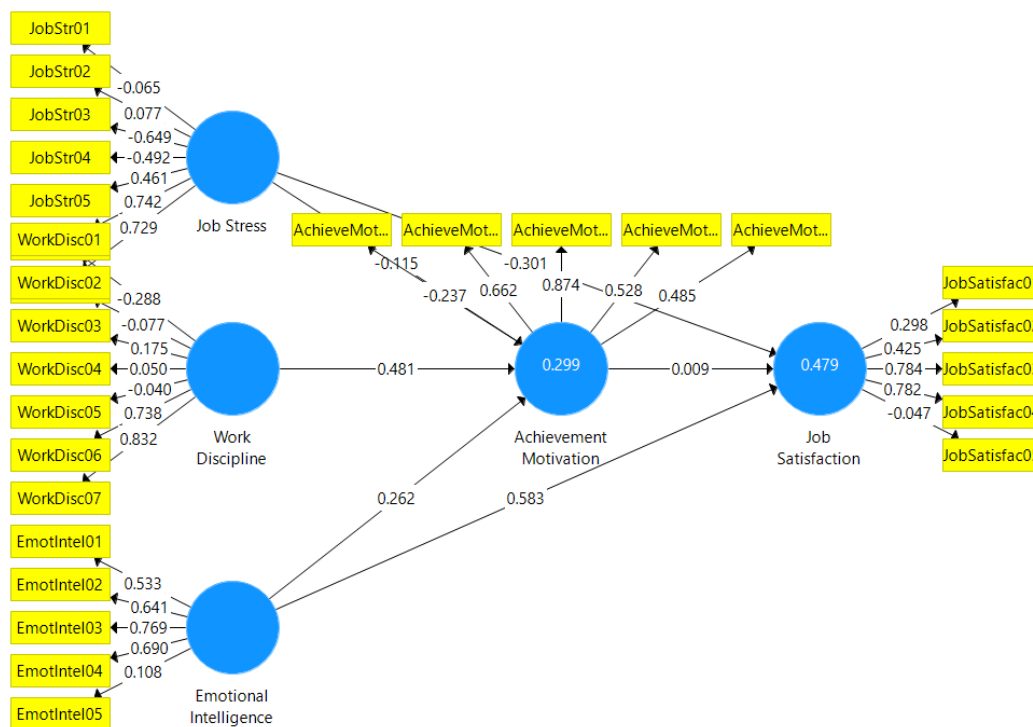 JobStr01
JobStr02
JobStr03
JobStr04
JobStr05
WorkDisc01
WorkDisc02
WorkDisc03
WorkDisc04
WorkDisc05
WorkDisc06
WorkDisc07
EmotIntel01
EmotIntel02
EmotIntel03
EmotIntel04
EmotIntel05
-0.065
0.077
-0.649
-0.492
0.461
0.742
0.729
Job Stress
-0.288
-0.077
0.175
0.050
-0.040
0.738
0.832
Work
Discipline
0.533
0.641
0.769
0.690
0.108
Emotional
Intelligence
AchieveMot...
AchieveMot...
AchieveMot...
AchieveMot...
AchieveMot...
-0.115
-0.237
0.662
-0.301
0.874
0.528
0.485
0.481
0.262
0.299
Achievement
Motivation
0.009
0.583
0.479
Job
Satisfaction
0.298
0.425
0.784
0.782
-0.047
JobSatisfac0
JobSatisfac0.
JobSatisfac0.
JobSatisfac04
JobSatisfac0.